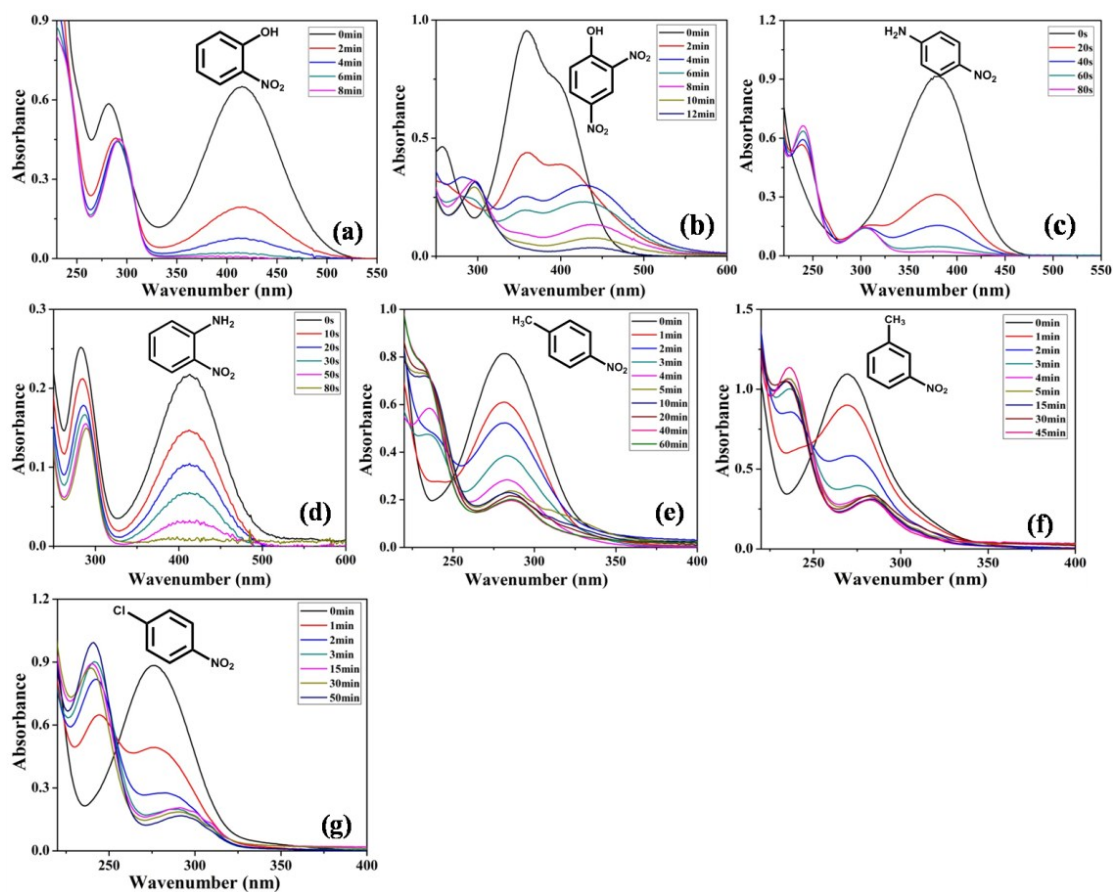 0.9
0.6
0.3
0.0
Absorbance
250 300 350 400 450 500 550
Wavenumber (nm)
OH
NO2
0min
2min
4min
6min
8min
(a)
1.0
0.5
0.0
Absorbance
300 400 500 600
Wavenumber (nm)
OH
NO2
NO2
0min
2min
4min
6min
8min
10min
12min
(b)
1.2
0.9
0.6
0.3
0.0
Absorbance
250 300 350 400 450 500 550
Wavenumber (nm)
H2N
NO2
0s
20s
40s
60s
80s
(c)
0.3
0.2
0.1
0.0
Absorbance
300 400 500 600
Wavenumber (nm)
NH2
NO2
0s
10s
20s
30s
50s
80s
(d)
1.0
0.8
0.6
0.4
0.2
0.0
Absorbance
250 300 350 400
Wavenumber (nm)
H3C
NO2
0min
1min
2min
3min
4min
5min
10min
20min
40min
60min
(e)
1.5
1.0
0.5
0.0
Absorbance
250 300 350 400
Wavenumber (nm)
CH3
NO2
0min
1min
2min
3min
4min
5min
15min
30min
45min
(f)
1.2
0.9
0.6
0.3
0.0
Absorbance
250 300 350 400
Wavenumber (nm)
Cl
NO2
0min
1min
2min
3min
15min
30min
50min
(g)